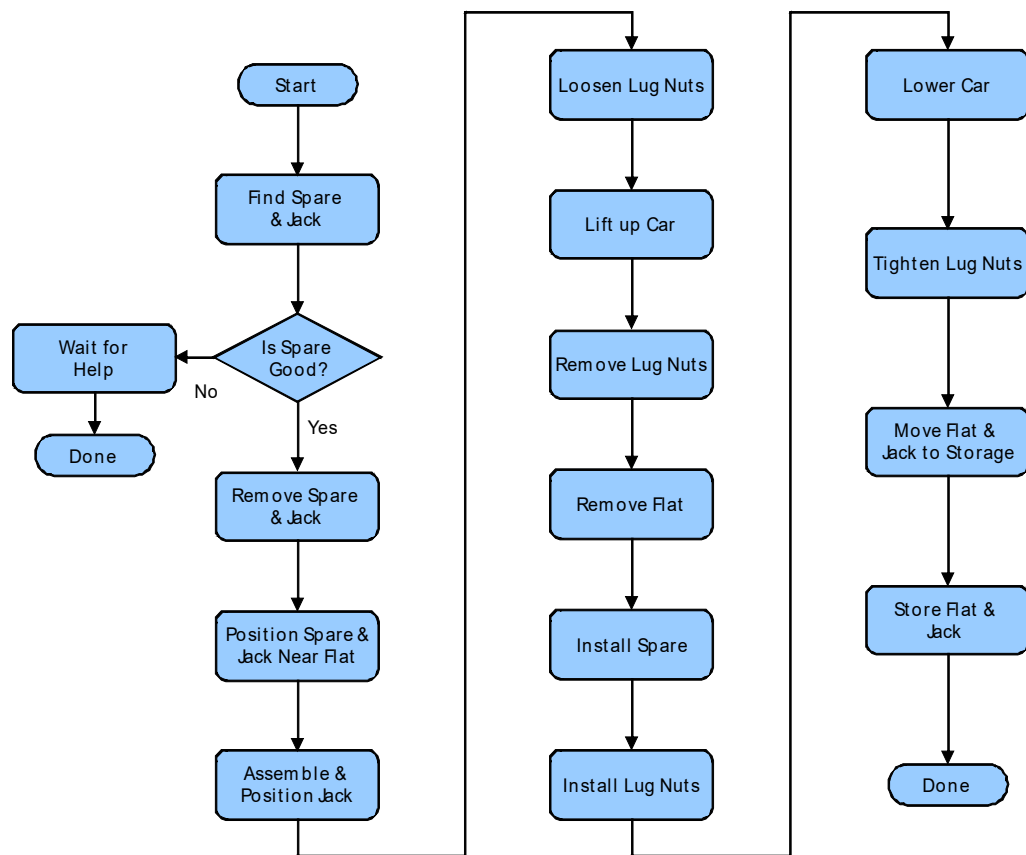 Start
Find Spare
& Jack
Is Spare
Good?
No
Wait for
Help
Done
Yes
Remove Spare
& Jack
Position Spare &
Jack Near Flat
Assemble &
Position Jack
Loosen Lug Nuts
Lift up Car
Remove Lug Nuts
Remove Flat
Install Spare
Install Lug Nuts
Lower Car
Tighten Lug Nuts
Move Flat &
Jack to Storage
Store Flat &
Jack
Done